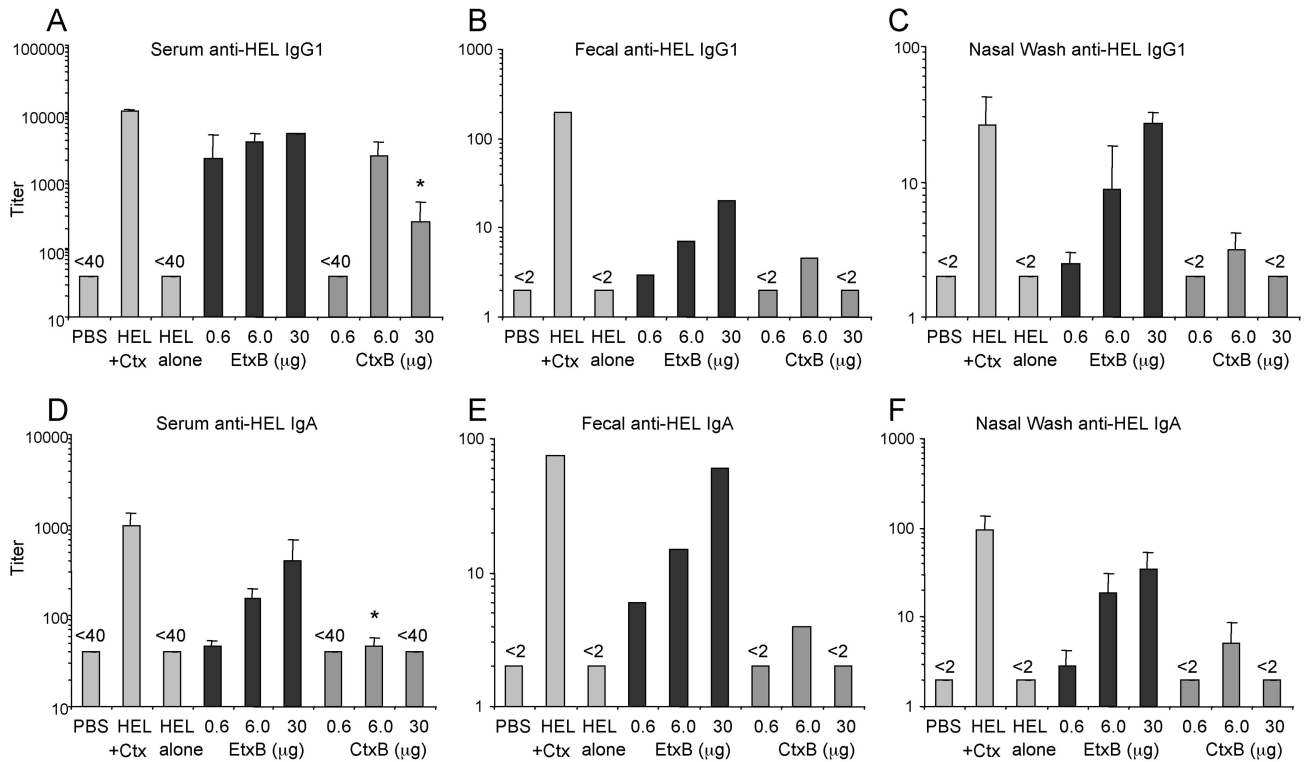 A
Serum anti-HEL IgG1
Titer
100000
10000
1000
100
10
<40
<40
*
PBS HEL HEL 0.6 6.0 30 0.6 6.0 30
+Ctx alone EtxB (μg) CtxB (μg)
B
Fecal anti-HEL IgG1
1000
100
10
1
<2
<2
<2
<2
PBS HEL HEL 0.6 6.0 30 0.6 6.0 30
+Ctx alone EtxB (μg) CtxB (μg)
C
Nasal Wash anti-HEL IgG1
100
10
1
<2
<2
<2
<2
PBS HEL HEL 0.6 6.0 30 0.6 6.0 30
+Ctx alone EtxB (μg) CtxB (μg)
D
Serum anti-HEL IgA
Titer
10000
1000
100
10
<40
<40
<40
*
<40
PBS HEL HEL 0.6 6.0 30 0.6 6.0 30
+Ctx alone EtxB (μg) CtxB (μg)
E
Fecal anti-HEL IgA
100
10
1
<2
<2
<2
<2
PBS HEL HEL 0.6 6.0 30 0.6 6.0 30
+Ctx alone EtxB (μg) CtxB (μg)
F
Nasal Wash anti-HEL IgA
1000
100
10
1
<2
<2
<2
<2
PBS HEL HEL 0.6 6.0 30 0.6 6.0 30
+Ctx alone EtxB (μg) CtxB (μg)